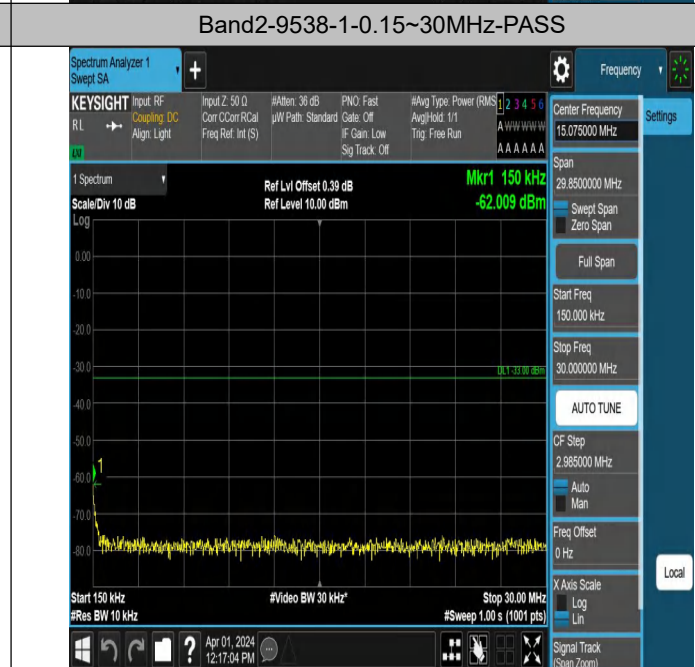 Band2-9538-1-0.15~30MHz-PASS
Spectrum Analyzer 1
Swept SA
+
Frequency
KEYSIGHT
RL
Input: RF
Coupling: DC
Align: Light
Input Z: 50 Ω
Corr CCorr RCal
Freq Ref: Int (S)
#Atten: 36 dB
µW Path: Standard
PNO: Fast
Gate: Off
IF Gain: Low
Sig Track: Off
#Avg Type: Power (RMS
Avg|Hold: 1/1
Trig: Free Run
1 2 3 4 5 6
A W W W W W
A A A A A A
1 Spectrum
Scale/Div 10 dB
Log
Ref Lvl Offset 0.39 dB
Ref Level 10.00 dBm
Mkr1 150 kHz
-62.009 dBm
0.00
-10.0
-20.0
-30.0
DL1 -33.00 dBm
-40.0
-50.0
1
-60.0
-70.0
-80.0
Start 150 kHz
#Res BW 10 kHz
#Video BW 30 kHz*
Stop 30.00 MHz
#Sweep 1.00 s (1001 pts)
?
Apr 01, 2024
12:17:04 PM
Center Frequency
15.075000 MHz
Settings
Span
29.8500000 MHz
Swept Span
Zero Span
Full Span
Start Freq
150.000 kHz
Stop Freq
30.000000 MHz
AUTO TUNE
CF Step
2.985000 MHz
Auto
Man
Freq Offset
0 Hz
X Axis Scale
Log
Lin
Local
Signal Track
(Span Zoom)